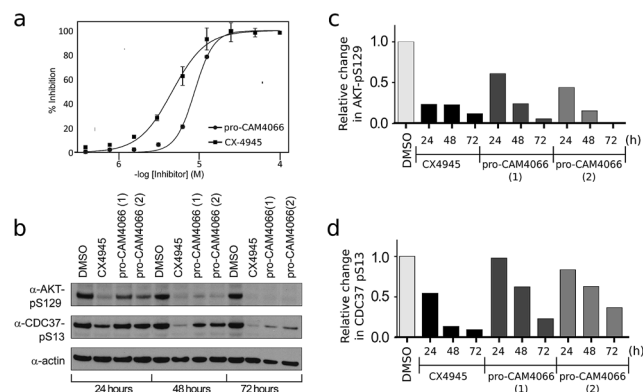 a
% Inhibition
100
80
60
40
20
0
pro-CAM4066
CX-4945
6
5
4
-log [Inhibitor] (M)
b
DMSO
CX4945
pro-CAM4066 (1)
pro-CAM4066 (2)
DMSO
CX4945
pro-CAM4066 (1)
pro-CAM4066 (2)
DMSO
CX4945
pro-CAM4066(1)
pro-CAM4066 (2)
α-AKT-
pS129
α-CDC37-
pS13
α-actin
24 hours
48 hours
72 hours
c
Relative change
in AKT-pS129
1.0
0.5
0.0
DMSO
24 48 72 24 48 72 24 48 72 (h)
CX4945
pro-CAM4066
(1)
pro-CAM4066
(2)
d
Relative change
in CDC37 pS13
1.0
0.5
0.0
DMSO
24 48 72 24 48 72 24 48 72 (h)
CX4945
pro-CAM4066
(1)
pro-CAM4066
(2)